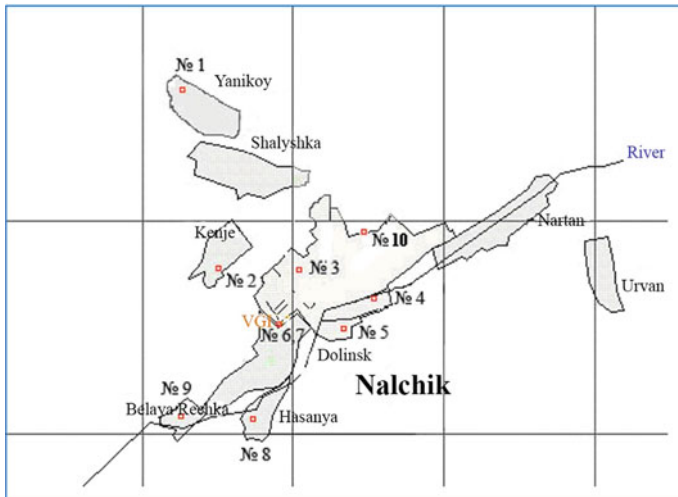 № 1
Yanikoy
Shalyshka
River
Kenje
Nartan
№ 10
№ 3
№ 2
Urvan
№ 4
VGI
№ 6,7
№ 5
Dolinsk
Nalchik
№ 9
Belaya Rechka
Hasanya
№ 8